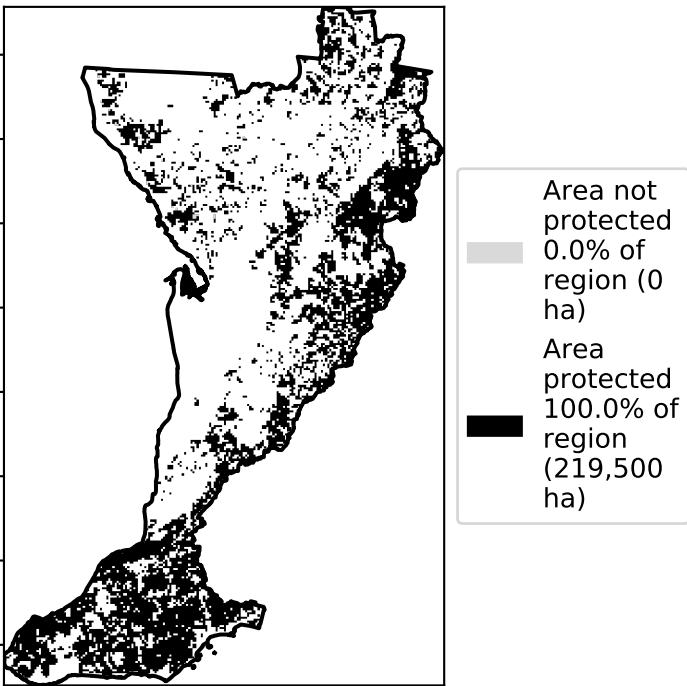 Area not
protected
0.0% of
region (0
ha)
Area
protected
100.0% of
region
(219,500
ha)